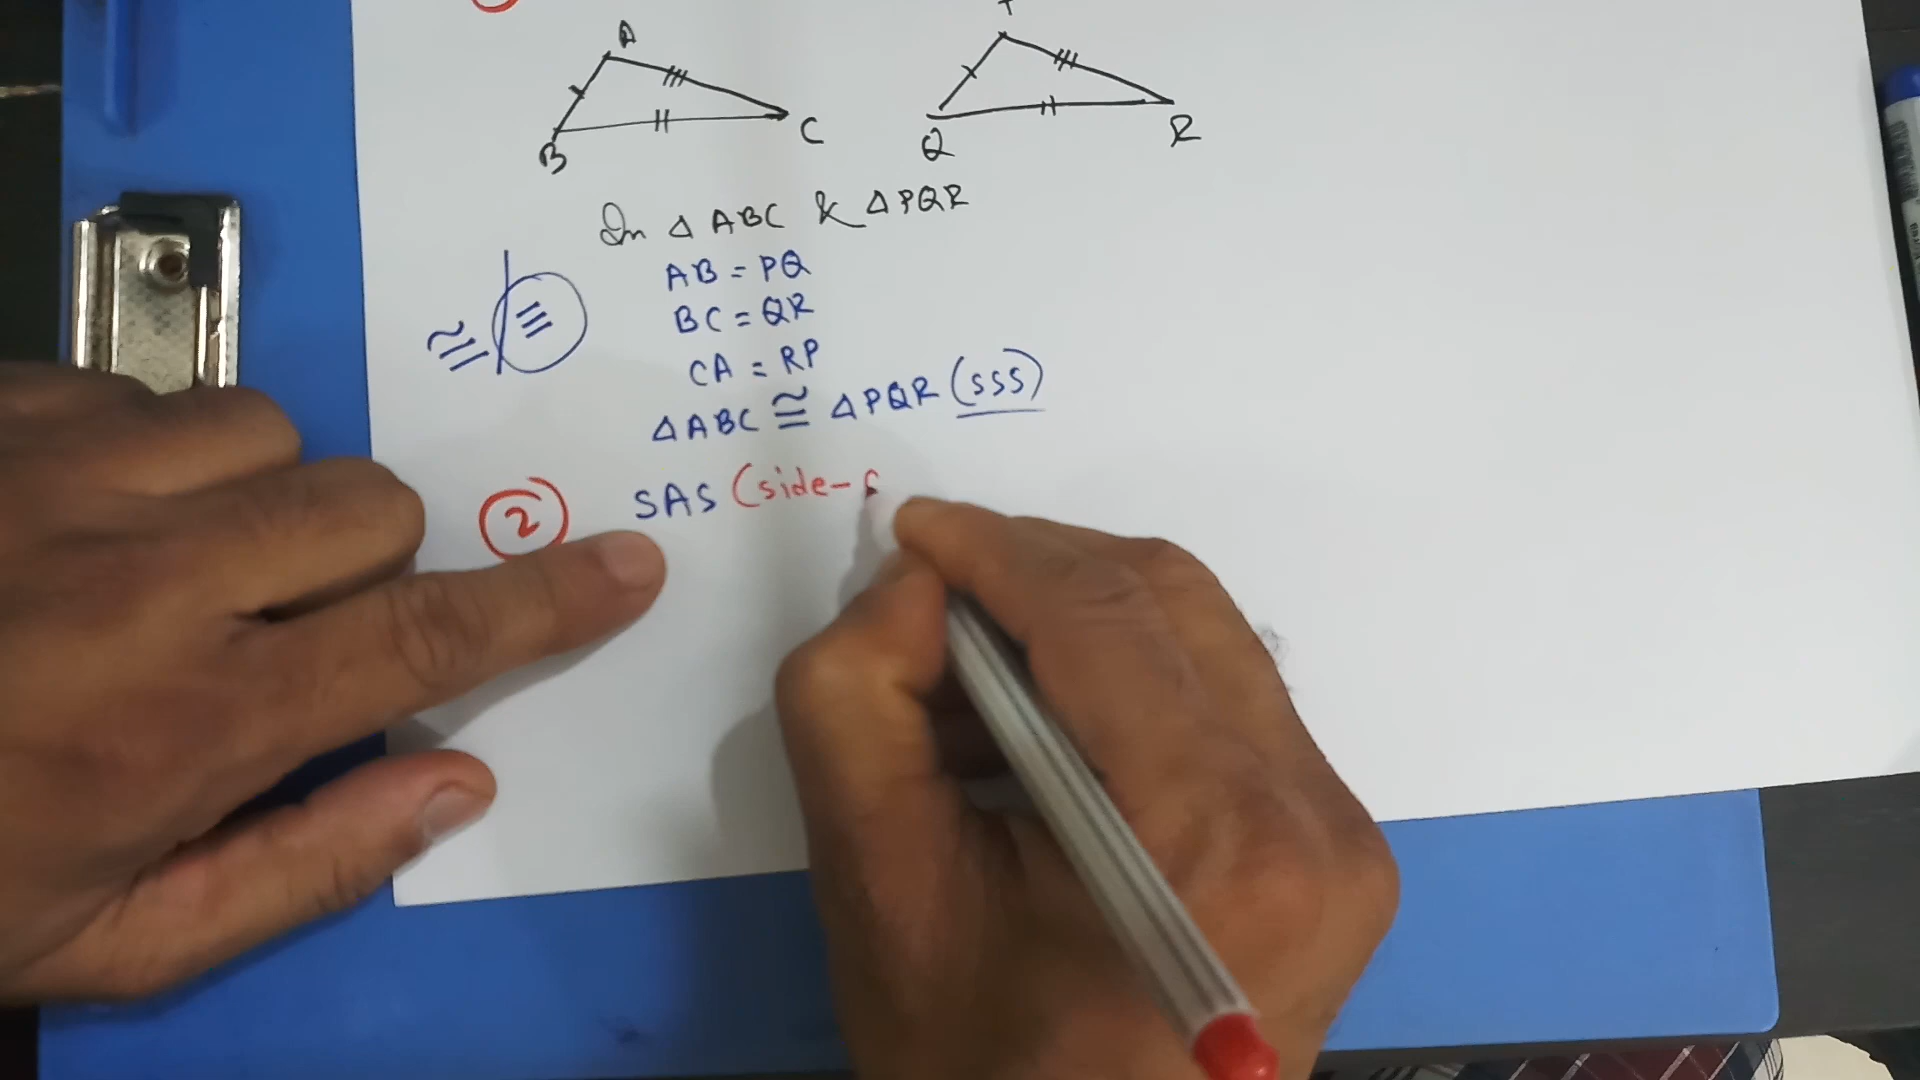 A
B
C
Q
R
In △ ABC & △ PQR
AB = PQ
BC = QR
≅ ≡
CA = RP
△ ABC ≅ △ PQR (SSS)
2 SAS (side-